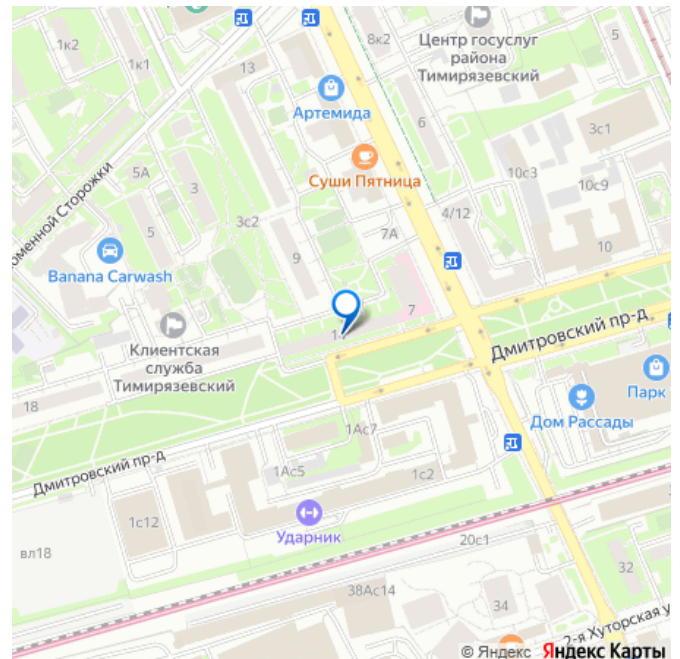 1к2
1к1
8к2
Центр госуслуг
района
Тимирязевский
13
Артемида
6
3с1
5А
3
Суши Пятница
10с3
10с9
оменной Сторожки
3с2
4/12
5
7А
10
Banana Carwash
9
7
Клиентская
служба
Тимирязевский
Дмитровский пр-д
18
Парк
Дом Рассады
1Ас7
Дмитровский пр-д
1Ас5
1с2
1с12
Ударник
вл18
20с1
32
38Ас14
34
2-я Хуторская у
© Яндекс Яндекс Карты